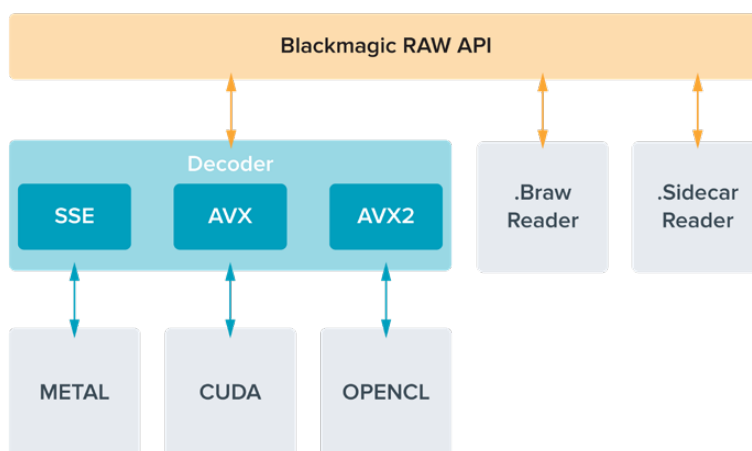 Blackmagic RAW API
Decoder
SSE
AVX
AVX2
.Braw
Reader
.Sidecar
Reader
METAL
CUDA
OPENCL